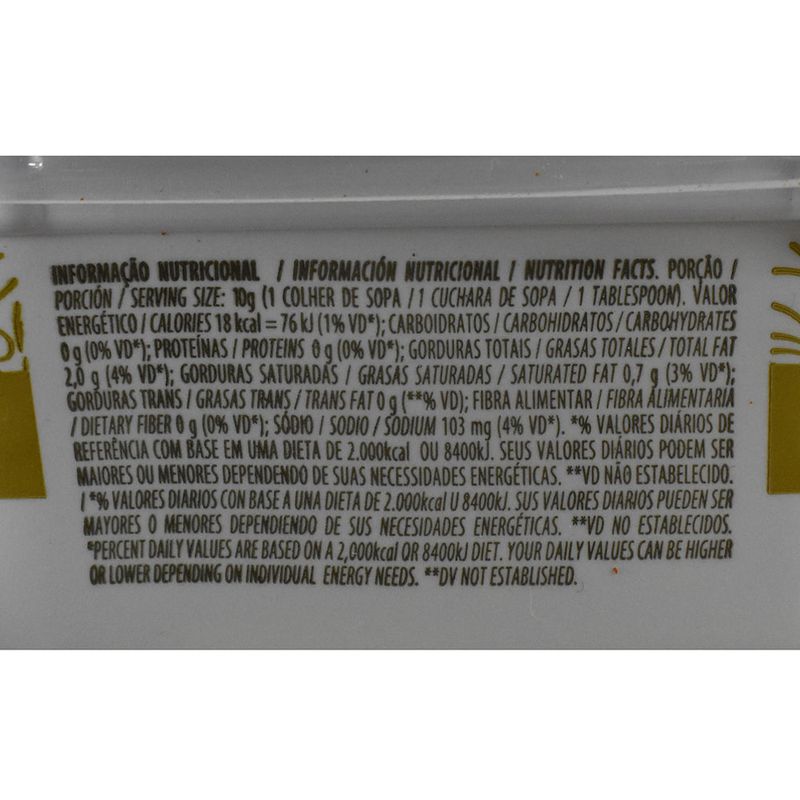 INFORMAÇÃO NUTRICIONAL / INFORMACIÓN NUTRICIONAL / NUTRITION FACTS. PORÇÃO /
PORCIÓN / SERVING SIZE: 10g (1 COLHER DE SOPA / 1 CUCHARA DE SOPA / 1 TABLESPOON). VALOR
ENERGÉTICO / CALORIES 18 kcal = 76 kJ (1% VD*); CARBOIDRATOS / CARBOHIDRATOS / CARBOHYDRATES
0 g (0% VD*); PROTEÍNAS / PROTEINS 0 g (0% VD*); GORDURAS TOTAIS / GRASAS TOTALES / TOTAL FAT
2,0 g (4% VD*); GORDURAS SATURADAS / GRASAS SATURADAS / SATURATED FAT 0,7 g (3% VD*);
GORDURAS TRANS / GRASAS TRANS / TRANS FAT 0 g (**% VD); FIBRA ALIMENTAR / FIBRA ALIMENTARIA
/ DIETARY FIBER 0 g (0% VD*); SÓDIO / SODIO / SODIUM 103 mg (4% VD*). *% VALORES DIÁRIOS DE
REFERÊNCIA COM BASE EM UMA DIETA DE 2.000kcal OU 8400kJ. SEUS VALORES DIÁRIOS PODEM SER
MAIORES OU MENORES DEPENDENDO DE SUAS NECESSIDADES ENERGÉTICAS. **VD NÃO ESTABELECIDO.
/ *% VALORES DIARIOS CON BASE A UNA DIETA DE 2.000kcal U 8400kJ. SUS VALORES DIARIOS PUEDEN SER
MAYORES O MENORES DEPENDIENDO DE SUS NECESIDADES ENERGÉTICAS. **VD NO ESTABLECIDOS.
*PERCENT DAILY VALUES ARE BASED ON A 2,000kcal OR 8400kJ DIET. YOUR DAILY VALUES CAN BE HIGHER
OR LOWER DEPENDING ON INDIVIDUAL ENERGY NEEDS. **DV NOT ESTABLISHED.